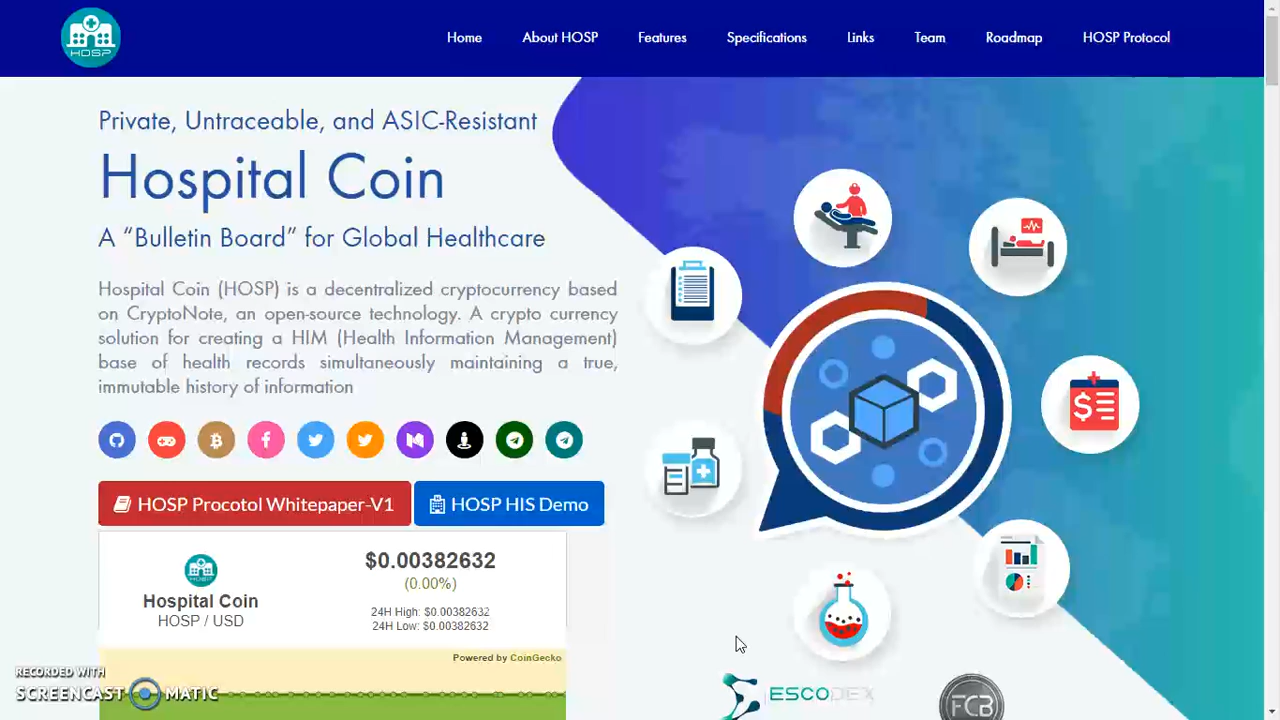 HOSP
Home About HOSP Features Specifications Links Team Roadmap HOSP Protocol
Private, Untraceable, and ASIC-Resistant
Hospital Coin
A “Bulletin Board” for Global Healthcare
Hospital Coin (HOSP) is a decentralized cryptocurrency based
on CryptoNote, an open-source technology. A crypto currency
solution for creating a HIM (Health Information Management)
base of health records simultaneously maintaining a true,
immutable history of information
HOSP Procotol Whitepaper-V1
HOSP HIS Demo
HOSP
Hospital Coin
HOSP / USD
$0.00382632
(0.00%)
24H High: $0.00382632
24H Low: $0.00382632
Powered by CoinGecko
RECORDED WITH
SCREENCAST MATIC
ESCODEX
FCB